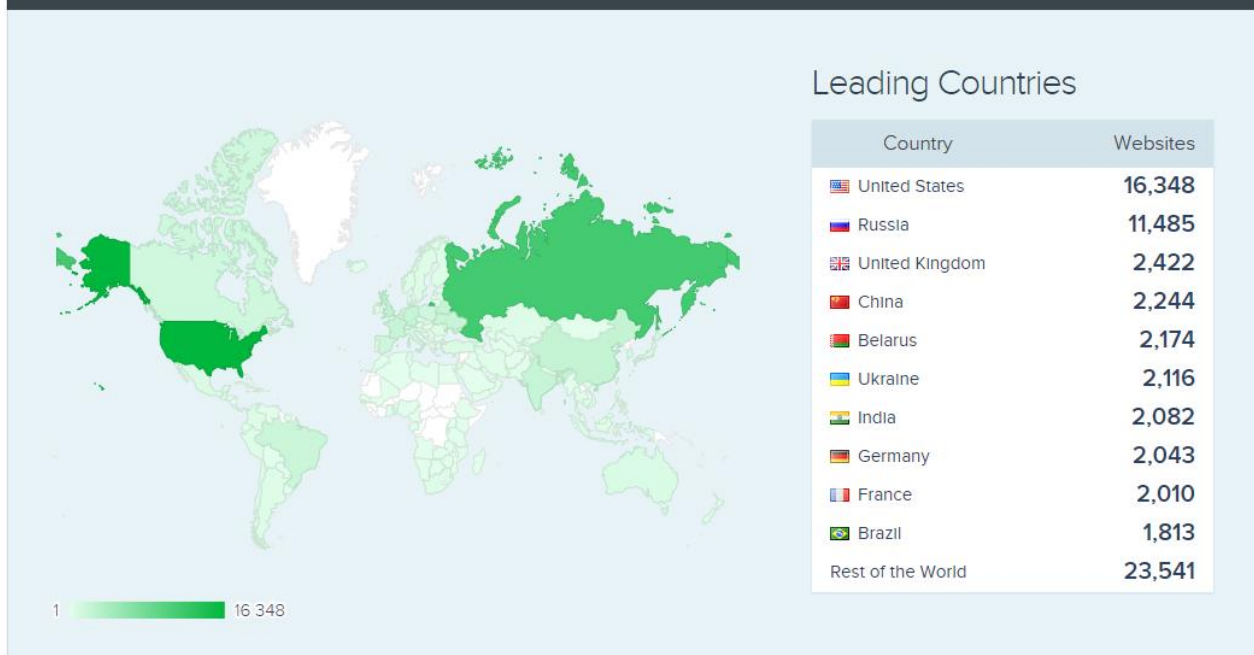 Leading Countries
Country Websites
United States 16,348
Russia 11,485
United Kingdom 2,422
China 2,244
Belarus 2,174
Ukraine 2,116
India 2,082
Germany 2,043
France 2,010
Brazil 1,813
Rest of the World 23,541
1 16 348